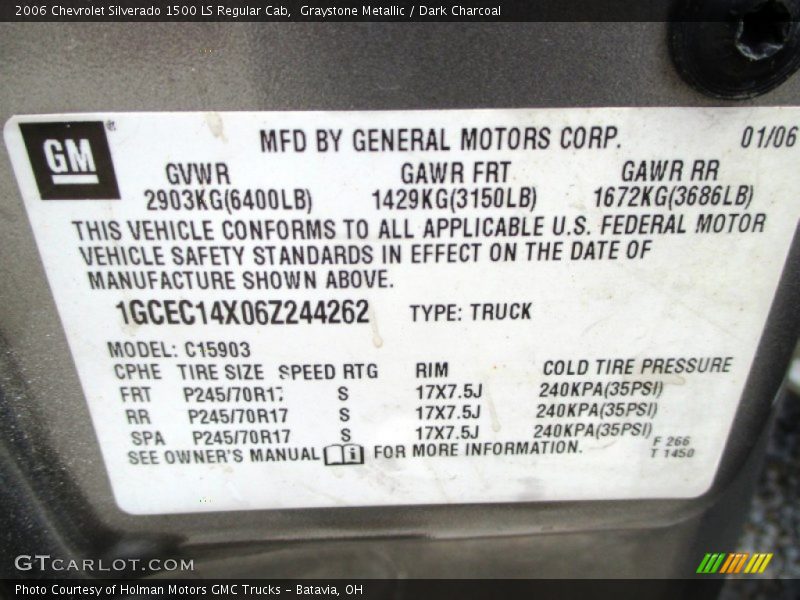 2006 Chevrolet Silverado 1500 LS Regular Cab,  Graystone Metallic / Dark Charcoal
GM
MFD BY GENERAL MOTORS CORP. 01/06
GVWR GAWR FRT GAWR RR
2903KG(6400LB) 1429KG(3150LB) 1672KG(3686LB)
THIS VEHICLE CONFORMS TO ALL APPLICABLE U.S. FEDERAL MOTOR
VEHICLE SAFETY STANDARDS IN EFFECT ON THE DATE OF
MANUFACTURE SHOWN ABOVE.
1GCEC14X06Z244262 TYPE: TRUCK
MODEL: C15903
CPHE TIRE SIZE SPEED RTG RIM COLD TIRE PRESSURE
FRT P245/70R17 S 17X7.5J 240KPA(35PSI)
RR P245/70R17 S 17X7.5J 240KPA(35PSI)
SPA P245/70R17 S 17X7.5J 240KPA(35PSI)
SEE OWNER'S MANUAL FOR MORE INFORMATION.
F 266
T 1450
GTCARLOT.COM
Photo Courtesy of Holman Motors GMC Trucks - Batavia, OH